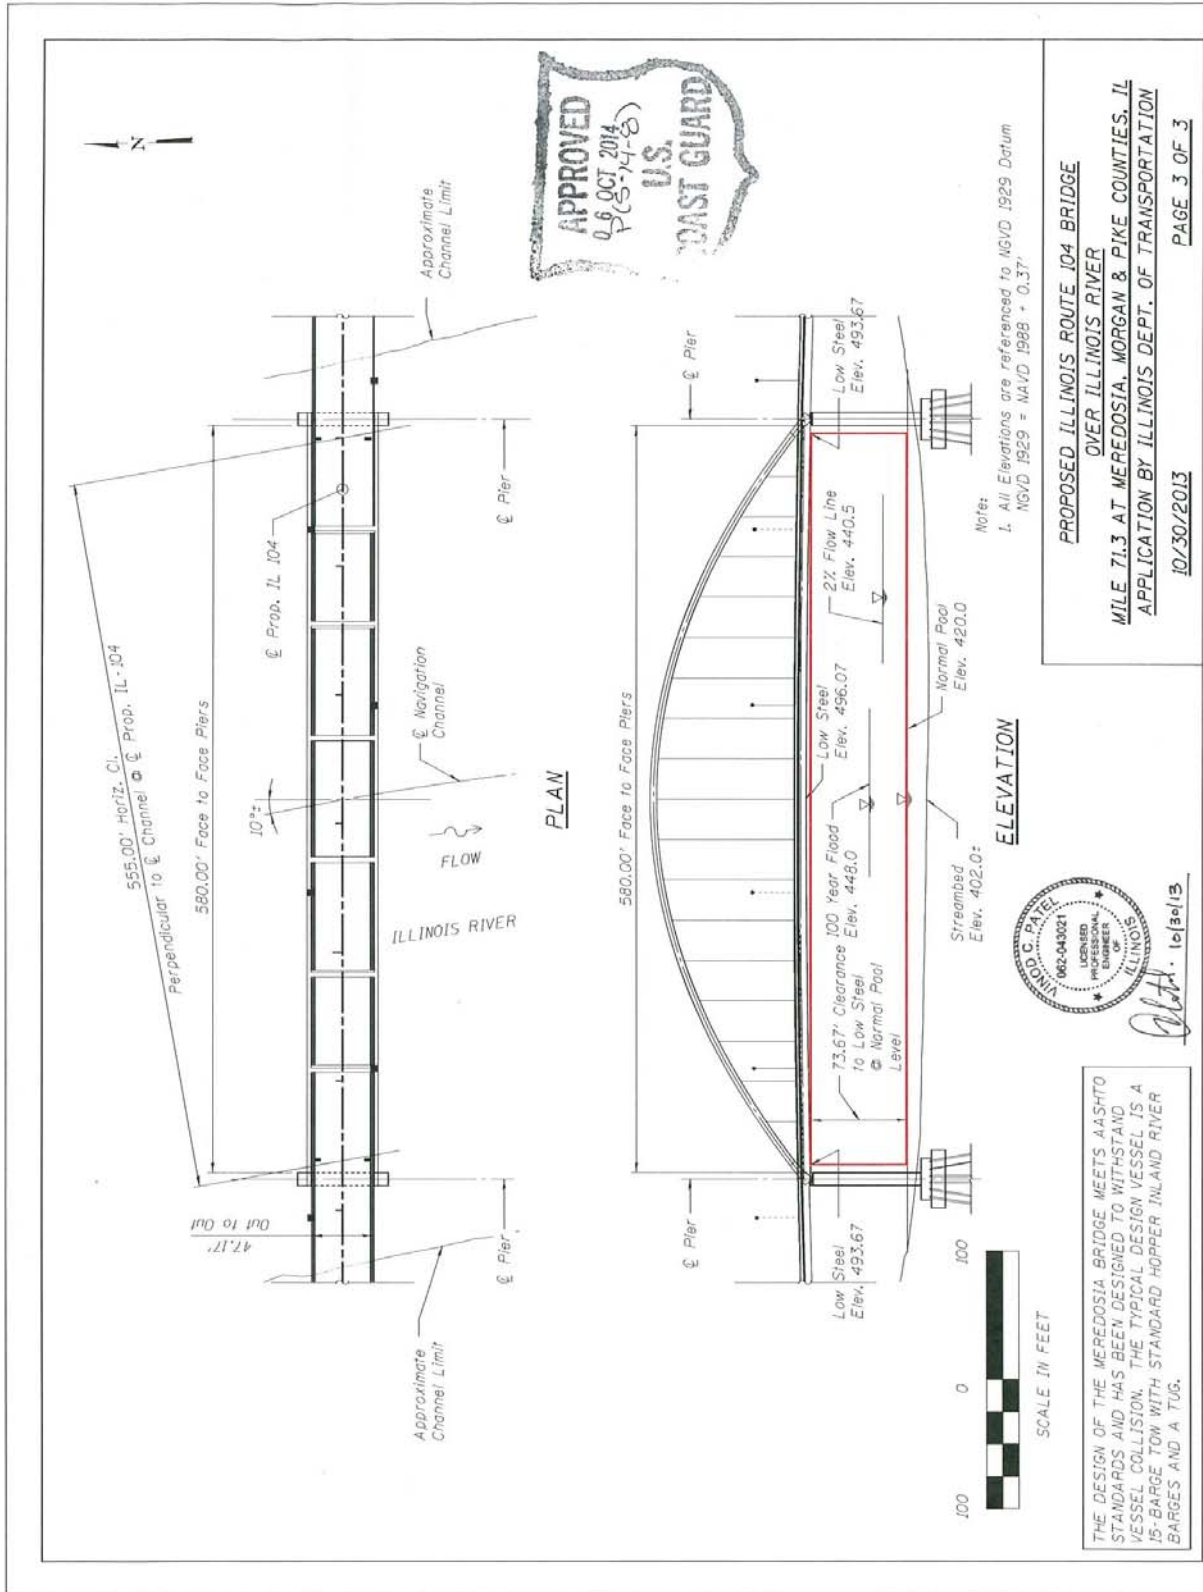 N
APPROVED
0 6 OCT 2014
P(5-14-8)
U.S.
COAST GUARD
555.00' Horiz. Cl.
Perpendicular to ℄ Channel @ ℄ Prop. IL-104
580.00' Face to Face Piers
47.17'
Out to Out
Approximate
Channel Limit
Approximate
Channel Limit
℄ Prop. IL 104
10°±
℄ Navigation
Channel
FLOW
ILLINOIS RIVER
℄ Pier
℄ Pier
PLAN
580.00' Face to Face Piers
℄ Pier
℄ Pier
Low Steel
Elev. 493.67
73.67' Clearance
to Low Steel
@ Normal Pool
Level
100 Year Flood
Elev. 448.0
Low Steel
Elev. 496.07
2% Flow Line
Elev. 440.5
Low Steel
Elev. 493.67
Streambed
Elev. 402.0±
Normal Pool
Elev. 420.0
ELEVATION
Note:
1. All Elevations are referenced to NGVD 1929 Datum
NGVD 1929 = NAVD 1988 + 0.37'
100 0 100
SCALE IN FEET
VINOD C. PATEL
062-043021
LICENSED
PROFESSIONAL
ENGINEER
OF
ILLINOIS
10/30/13
THE DESIGN OF THE MEREDOSIA BRIDGE MEETS AASHTO
STANDARDS AND HAS BEEN DESIGNED TO WITHSTAND
VESSEL COLLISION. THE TYPICAL DESIGN VESSEL IS A
15-BARGE TOW WITH STANDARD HOPPER INLAND RIVER
BARGES AND A TUG.
PROPOSED ILLINOIS ROUTE 104 BRIDGE
OVER ILLINOIS RIVER
MILE 71.3 AT MEREDOSIA, MORGAN & PIKE COUNTIES, IL
APPLICATION BY ILLINOIS DEPT. OF TRANSPORTATION
10/30/2013 PAGE 3 OF 3